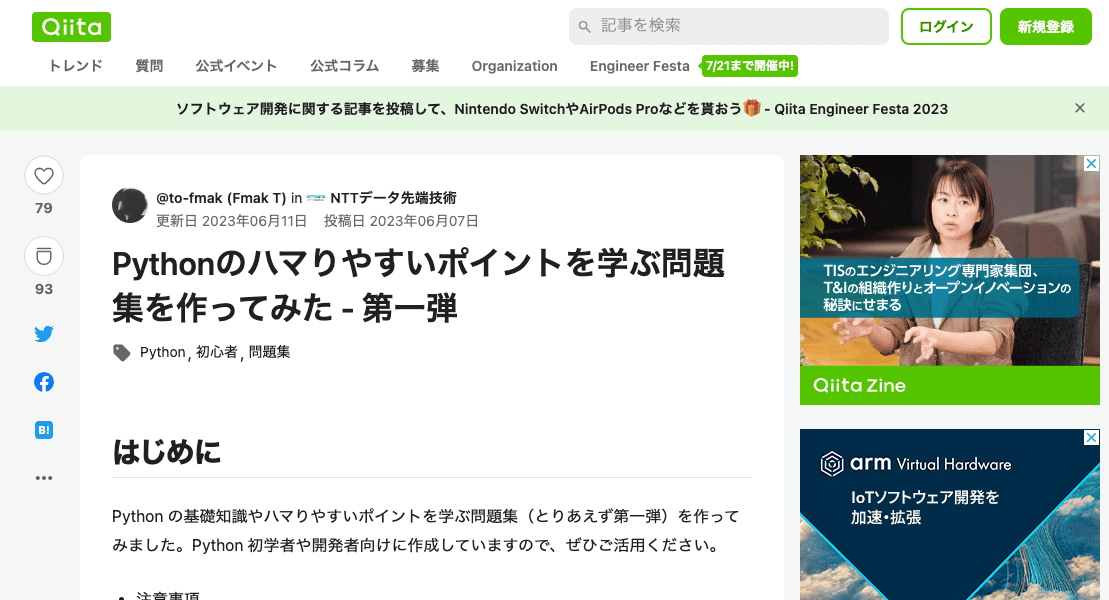 Qiita
記事を検索
ログイン
新規登録
トレンド
質問
公式イベント
公式コラム
募集
Organization
Engineer Festa
7/21まで開催中!
ソフトウェア開発に関する記事を投稿して、Nintendo SwitchやAirPods Proなどを貰おう🎁 - Qiita Engineer Festa 2023
79
93
B!
@to-fmak (Fmak T) in NTTデータ先端技術
更新日 2023年06月11日 投稿日 2023年06月07日
Pythonのハマりやすいポイントを学ぶ問題
集を作ってみた - 第一弾
Python , 初心者 , 問題集
はじめに
Python の基礎知識やハマりやすいポイントを学ぶ問題集（とりあえず第一弾）を作って
みました。Python 初学者や開発者向けに作成していますので、ぜひご活用ください。
• 注意事項
TISのエンジニアリング専門家集団、
T&Iの組織作りとオープンイノベーションの
秘訣にせまる
Qiita Zine
arm Virtual Hardware
IoTソフトウェア開発を
加速・拡張